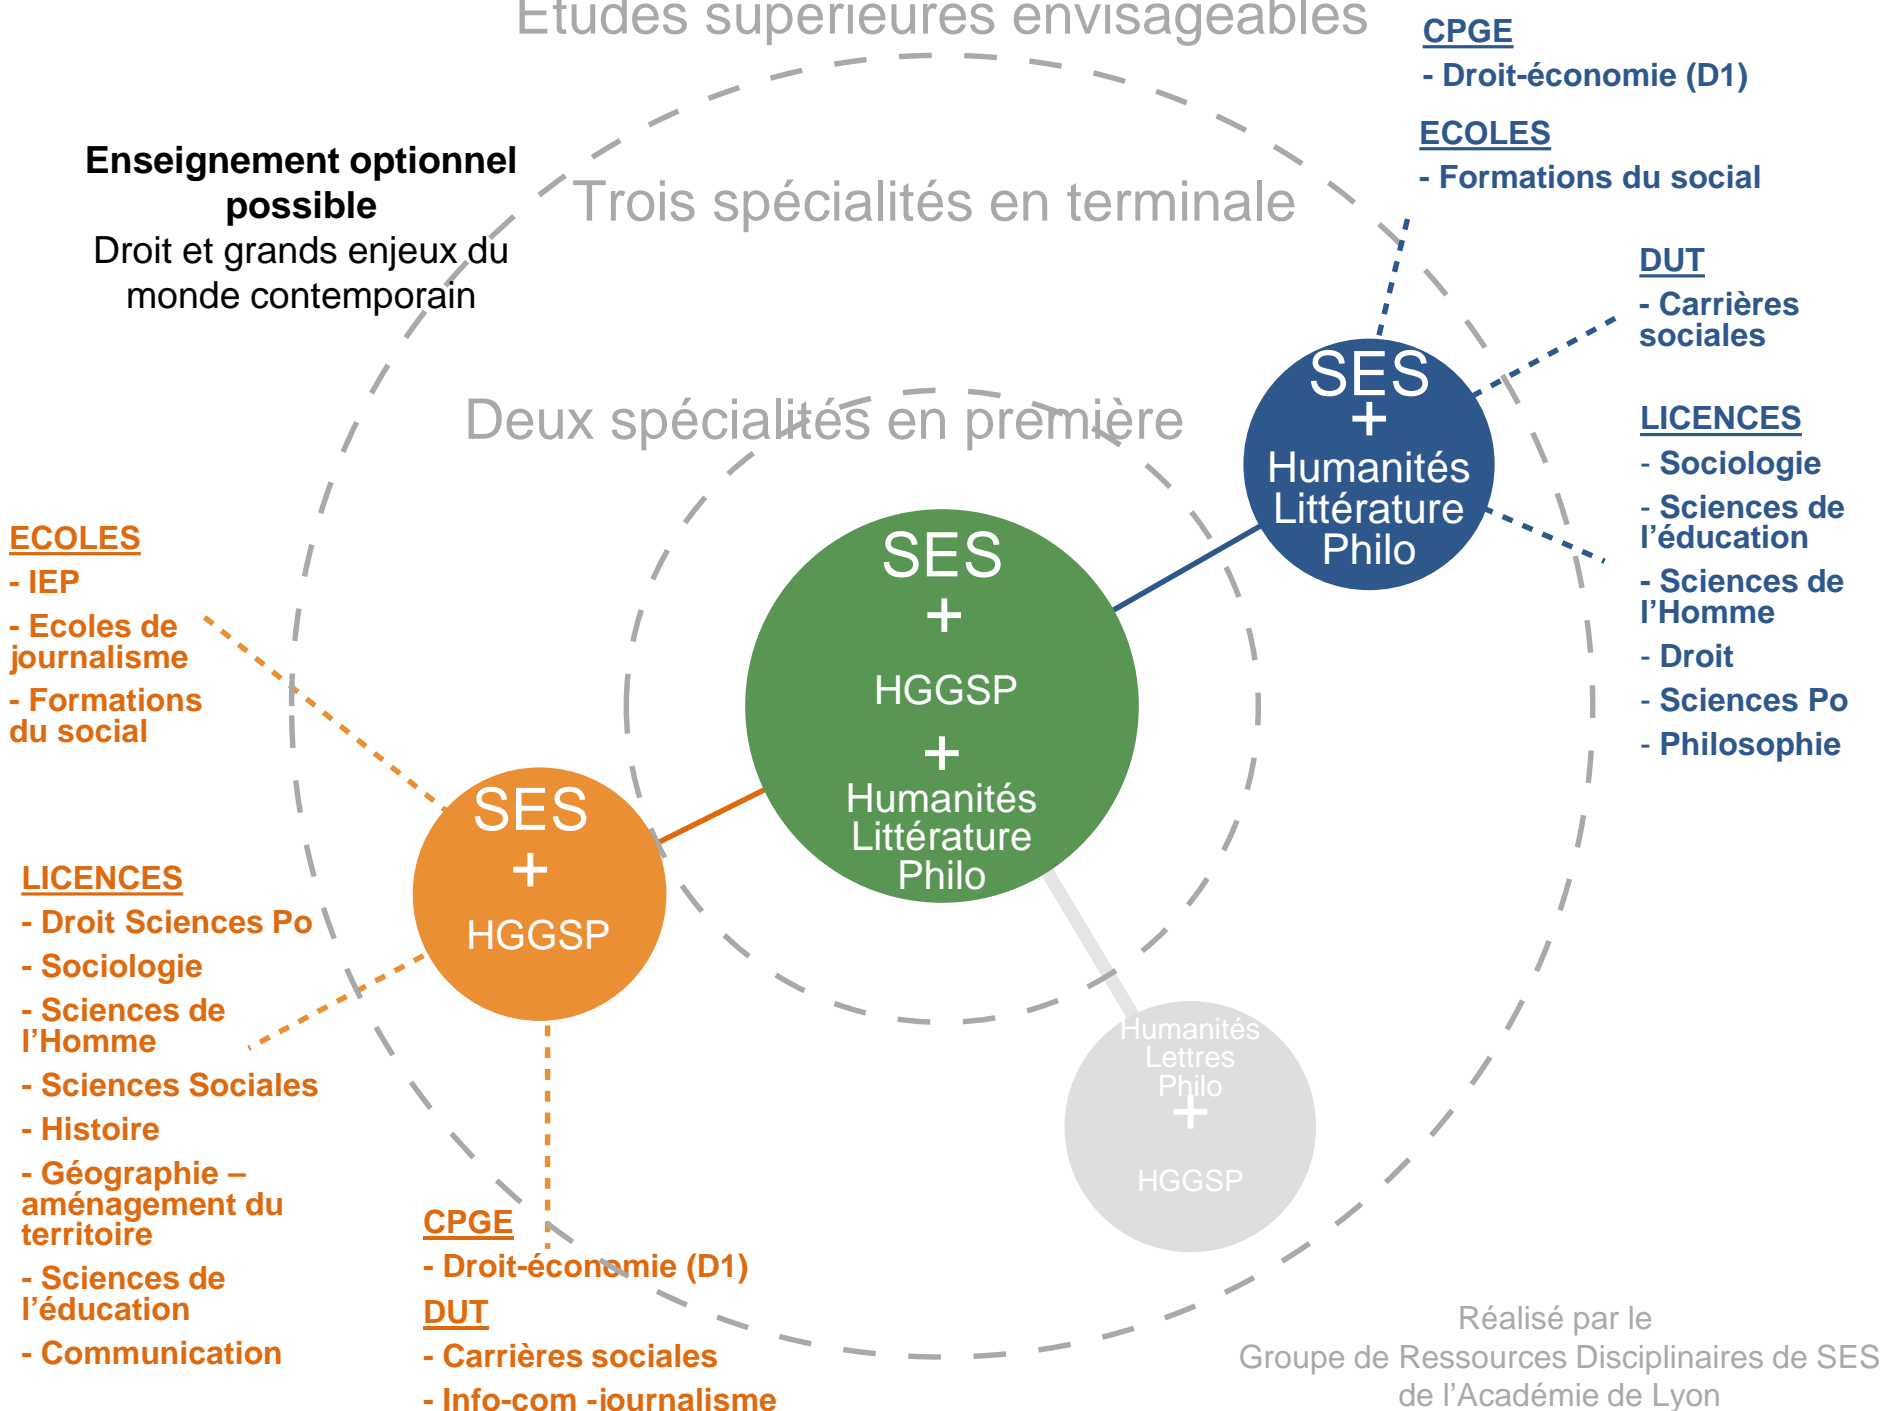 Etudes supérieures envisageables
CPGE
- Droit-économie (D1)
ECOLES
- Formations du social
Enseignement optionnel
possible
Droit et grands enjeux du
monde contemporain
Trois spécialités en terminale
DUT
- Carrières
sociales
Deux spécialités en première
SES
+
Humanités
Littérature
Philo
LICENCES
- Sociologie
- Sciences de
l’éducation
- Sciences de
l’Homme
- Droit
- Sciences Po
- Philosophie
SES
+
HGGSP
+
Humanités
Littérature
Philo
ECOLES
- IEP
- Ecoles de
journalisme
- Formations
du social
SES
+
HGGSP
LICENCES
- Droit Sciences Po
- Sociologie
- Sciences de
l’Homme
- Sciences Sociales
- Histoire
- Géographie –
aménagement du
territoire
- Sciences de
l’éducation
- Communication
CPGE
- Droit-économie (D1)
DUT
- Carrières sociales
- Info-com -journalisme
Humanités
Lettres
Philo
+
HGGSP
Réalisé par le
Groupe de Ressources Disciplinaires de SES
de l’Académie de Lyon